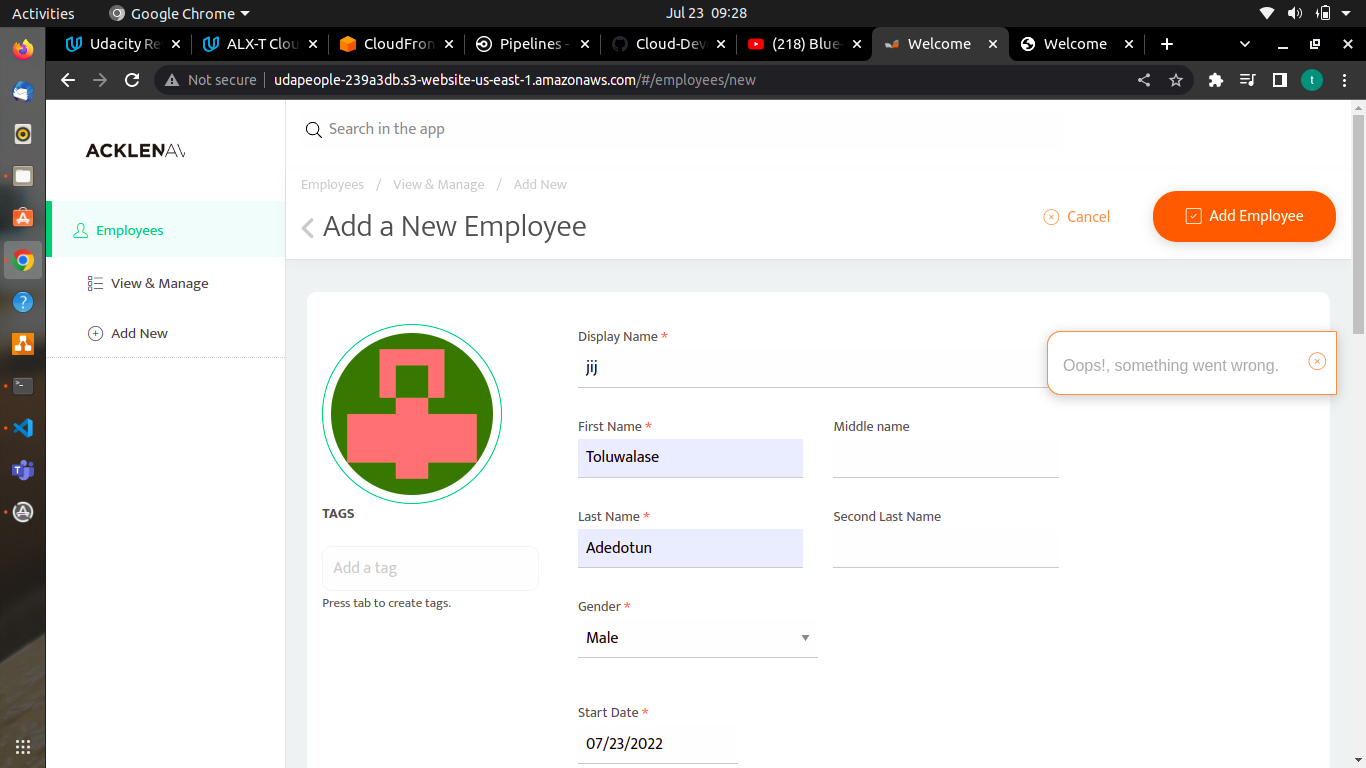 Activities
Google Chrome
Jul 23 09:28
Udacity Re
ALX-T Clou
CloudFron
Pipelines -
Cloud-Dev
(218) Blue-
Welcome
Welcome
Not secure
udapeople-239a3db.s3-website-us-east-1.amazonaws.com/#/employees/new
t
ACKLENAV
Search in the app
Employees / View & Manage / Add New
Add a New Employee
Cancel
Add Employee
Employees
View & Manage
Add New
Display Name *
jij
Oops!, something went wrong.
First Name *
Middle name
Toluwalase
TAGS
Last Name *
Second Last Name
Adedotun
Add a tag
Press tab to create tags.
Gender *
Male
Start Date *
07/23/2022